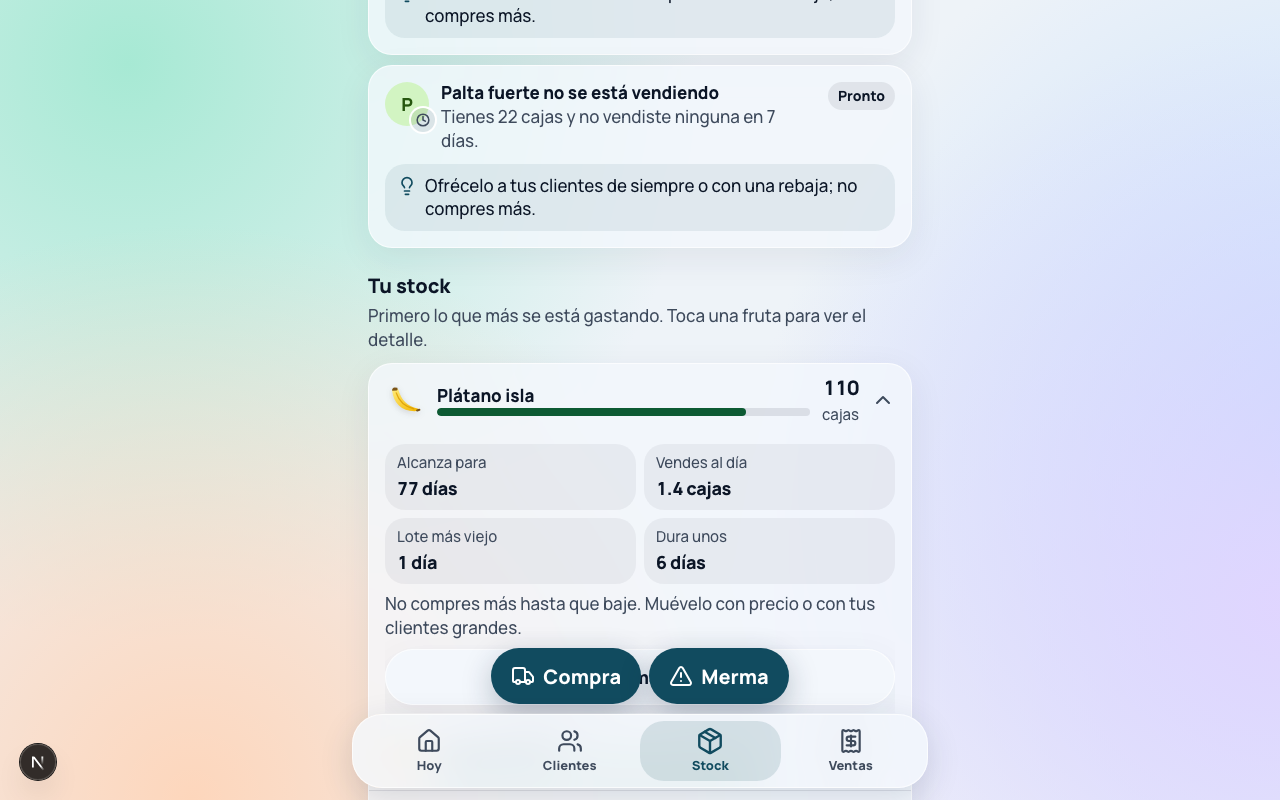 compres más.
Palta fuerte no se está vendiendo
Pronto
P
Tienes 22 cajas y no vendiste ninguna en 7
días.
Ofrécelo a tus clientes de siempre o con una rebaja; no
compres más.
Tu stock
Primero lo que más se está gastando. Toca una fruta para ver el
detalle.
Plátano isla
110
cajas
Alcanza para
77 días
Vendes al día
1.4 cajas
Lote más viejo
1 día
Dura unos
6 días
No compres más hasta que baje. Muévelo con precio o con tus
clientes grandes.
Compra
Merma
Hoy
Clientes
Stock
Ventas
N